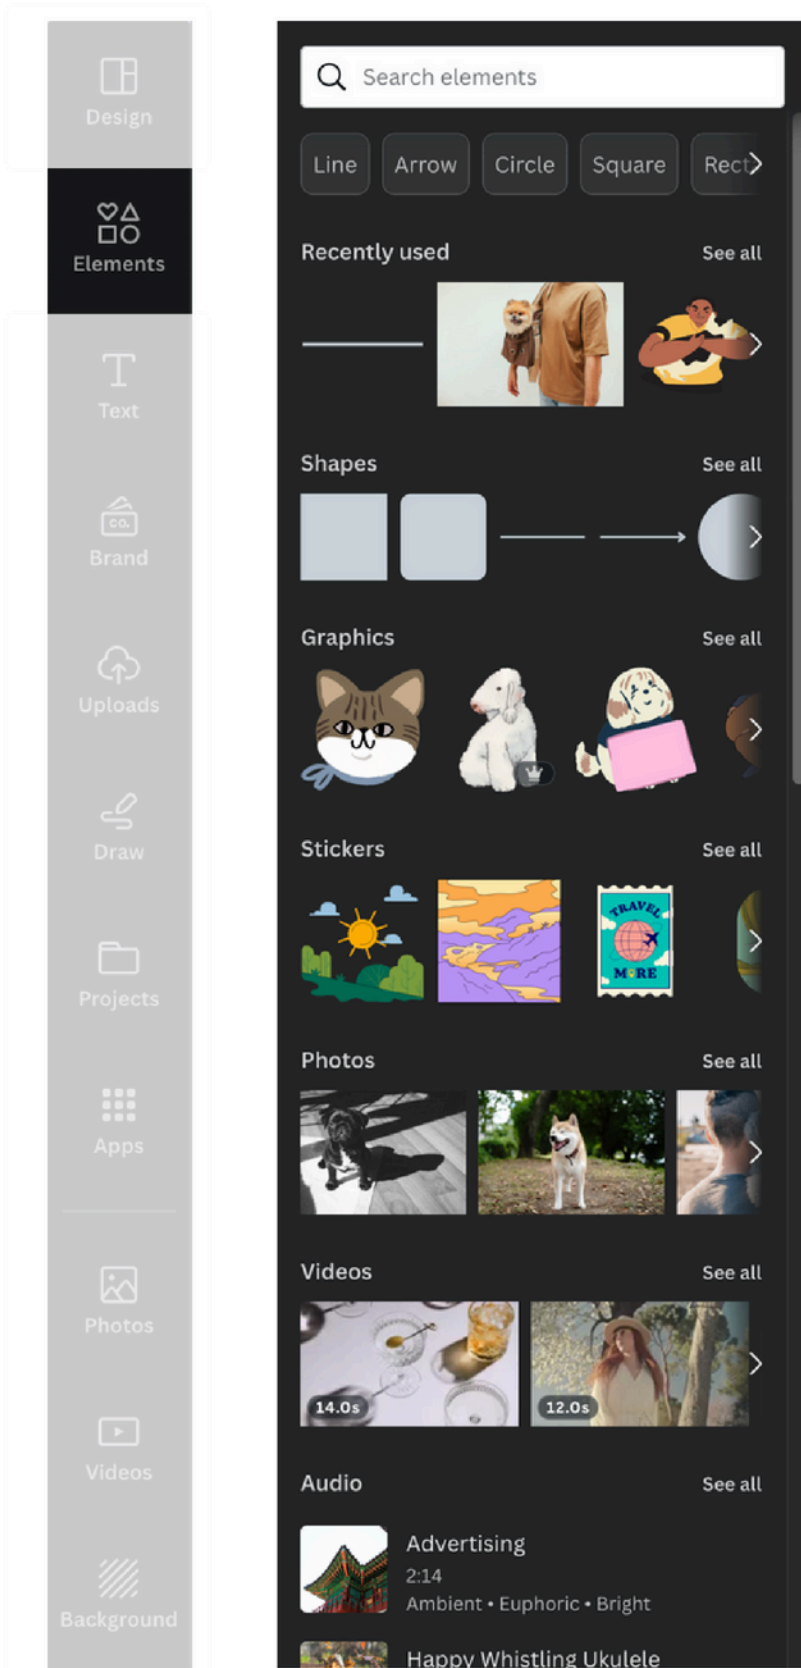 Design
Elements
Text
CO.
Brand
Uploads
Draw
Projects
Apps
Photos
Videos
Background
Search elements
Line Arrow Circle Square Rect
Recently used See all
Shapes See all
Graphics See all
Stickers See all
TRAVEL
MORE
Photos See all
Videos See all
14.0s 12.0s
Audio See all
Advertising
2:14
Ambient • Euphoric • Bright
Happy Whistling Ukulele